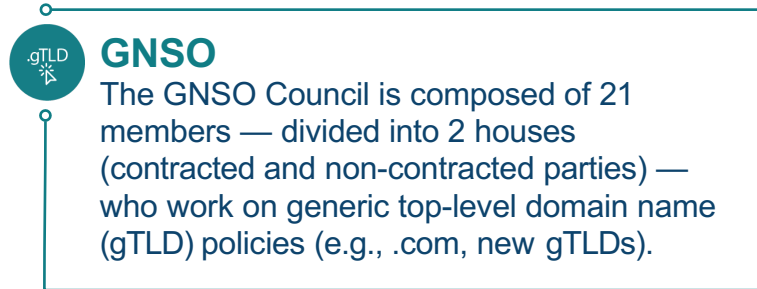 .gTLD
GNSO
The GNSO Council is composed of 21
members — divided into 2 houses
(contracted and non-contracted parties) —
who work on generic top-level domain name
(gTLD) policies (e.g., .com, new gTLDs).